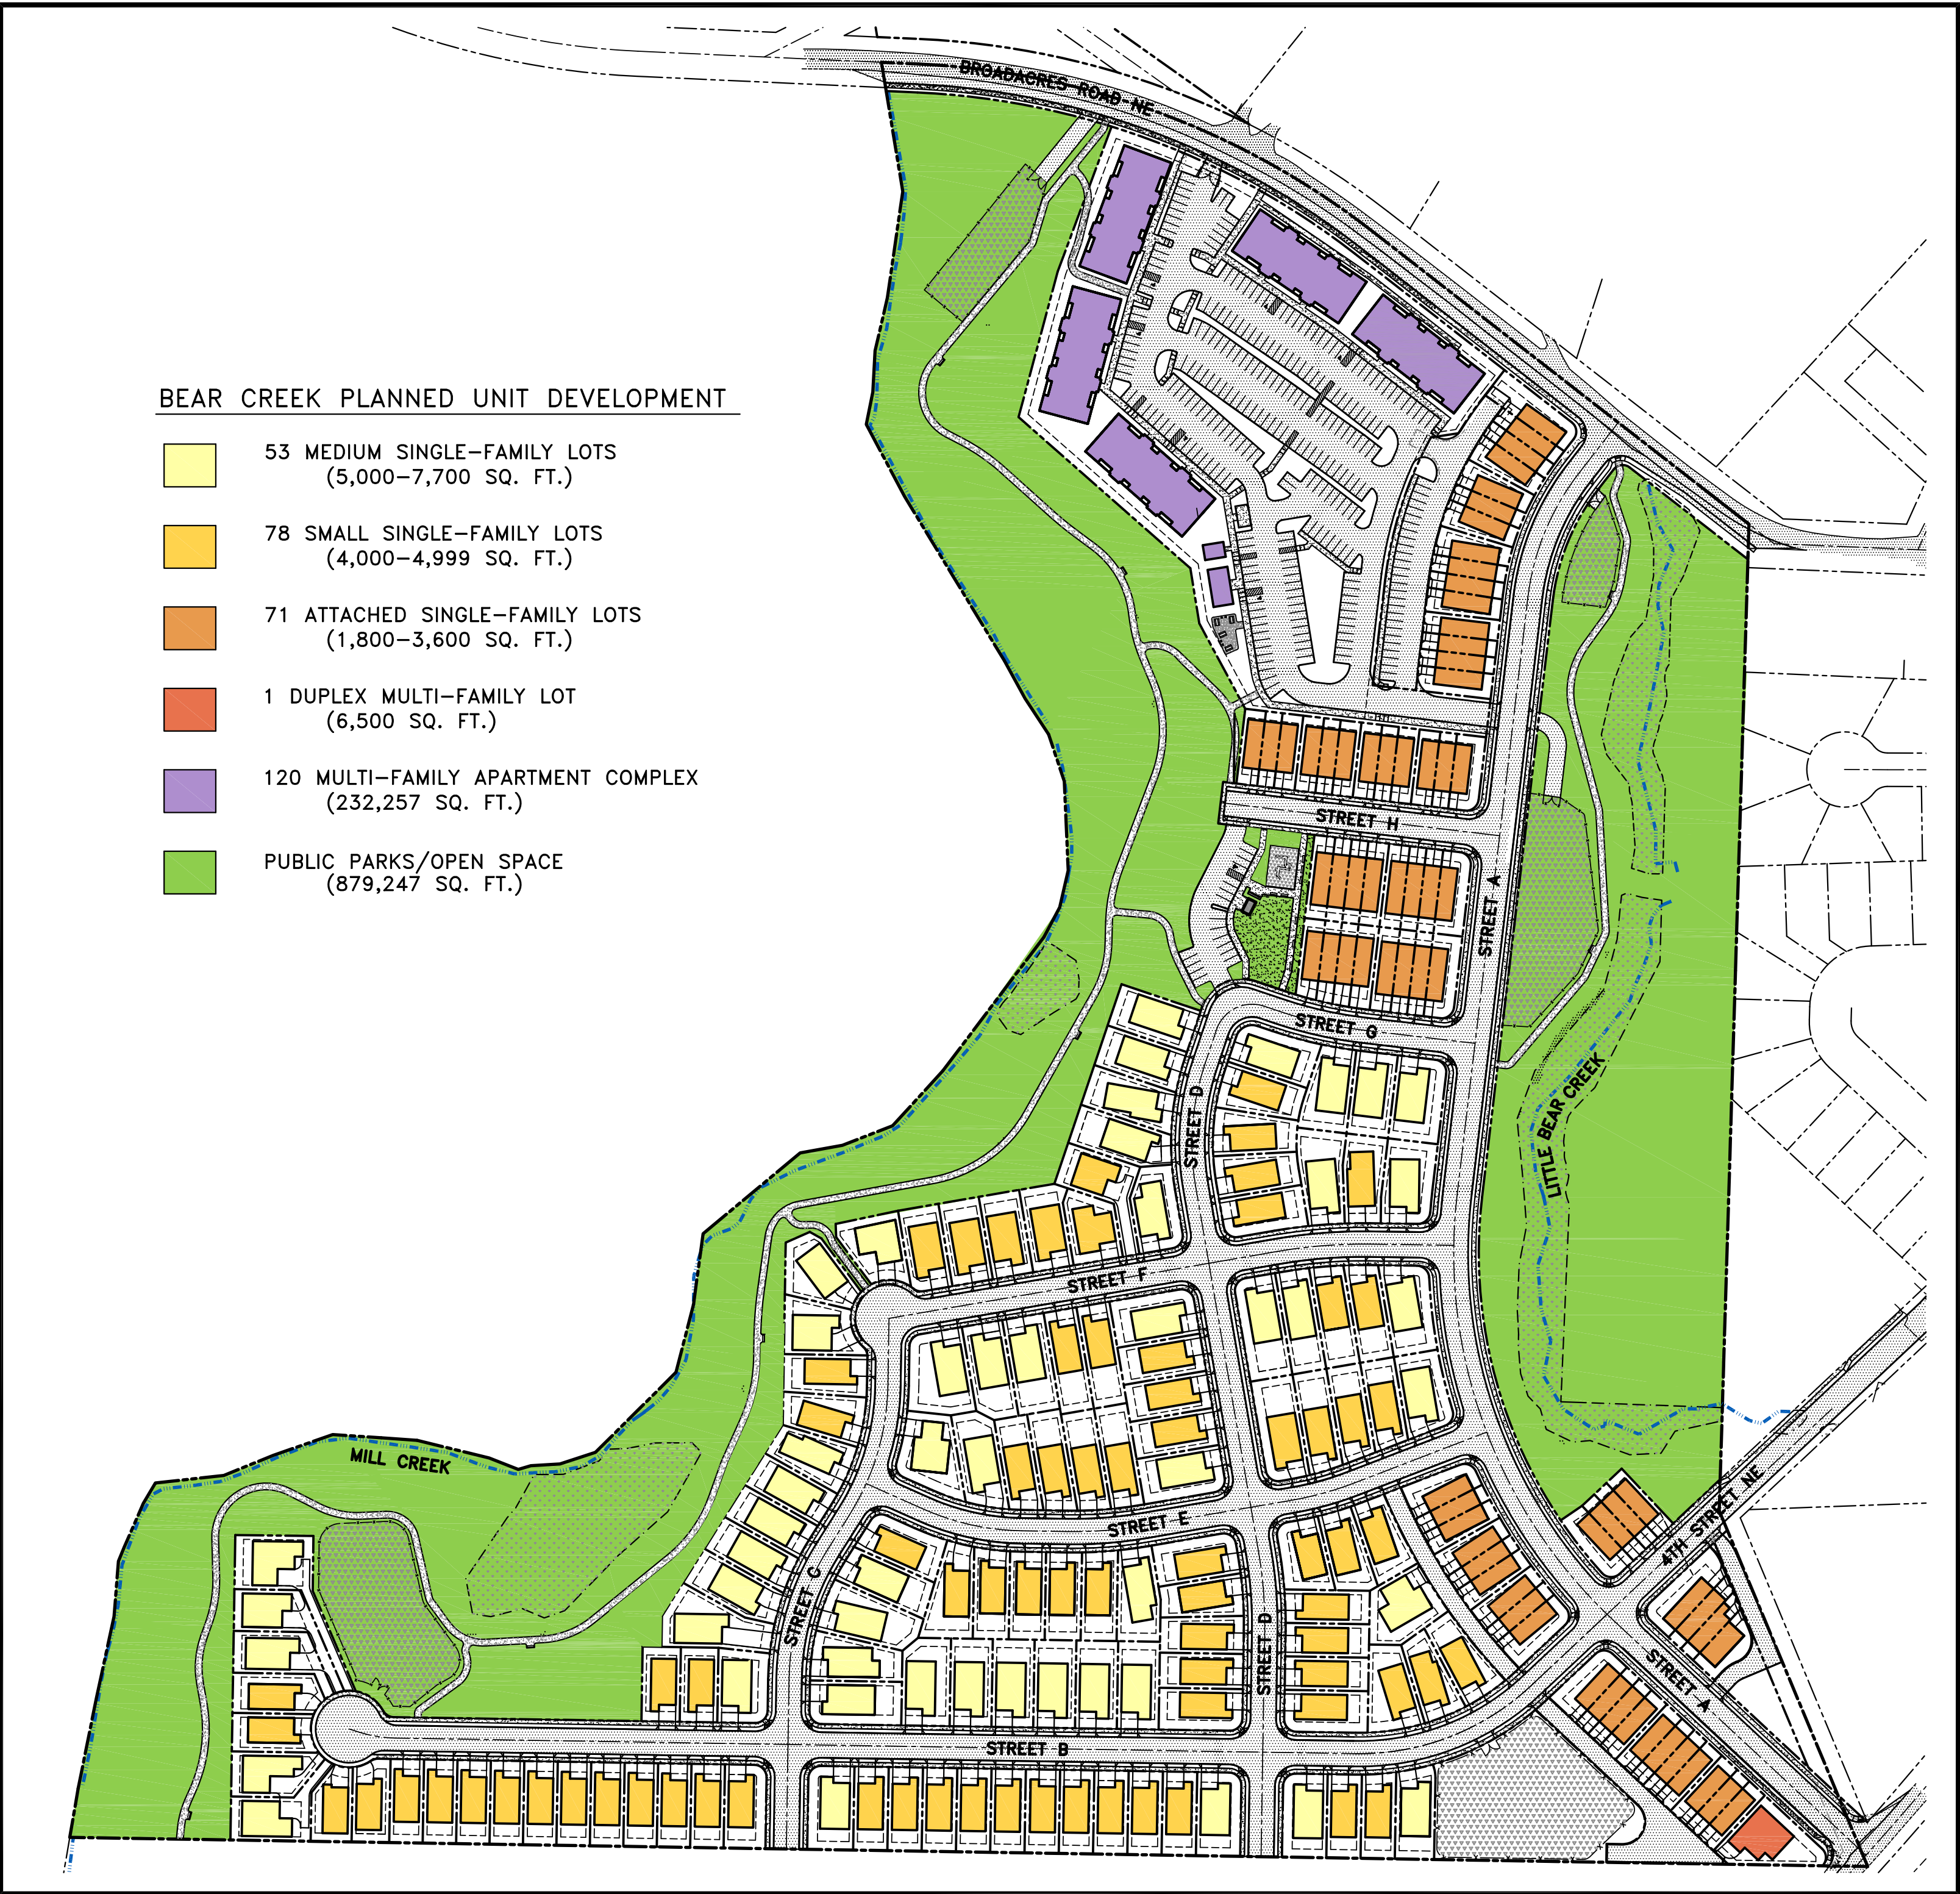 BROADACRES ROAD NE
BEAR CREEK PLANNED UNIT DEVELOPMENT
53 MEDIUM SINGLE-FAMILY LOTS
(5,000-7,700 SQ. FT.)
78 SMALL SINGLE-FAMILY LOTS
(4,000-4,999 SQ. FT.)
71 ATTACHED SINGLE-FAMILY LOTS
(1,800-3,600 SQ. FT.)
1 DUPLEX MULTI-FAMILY LOT
(6,500 SQ. FT.)
120 MULTI-FAMILY APARTMENT COMPLEX
(232,257 SQ. FT.)
PUBLIC PARKS/OPEN SPACE
(879,247 SQ. FT.)
STREET H
STREET A
STREET G
STREET D
LITTLE BEAR CREEK
STREET F
MILL CREEK
STREET E
4TH STREET NE
STREET C
STREET D
STREET A
STREET B